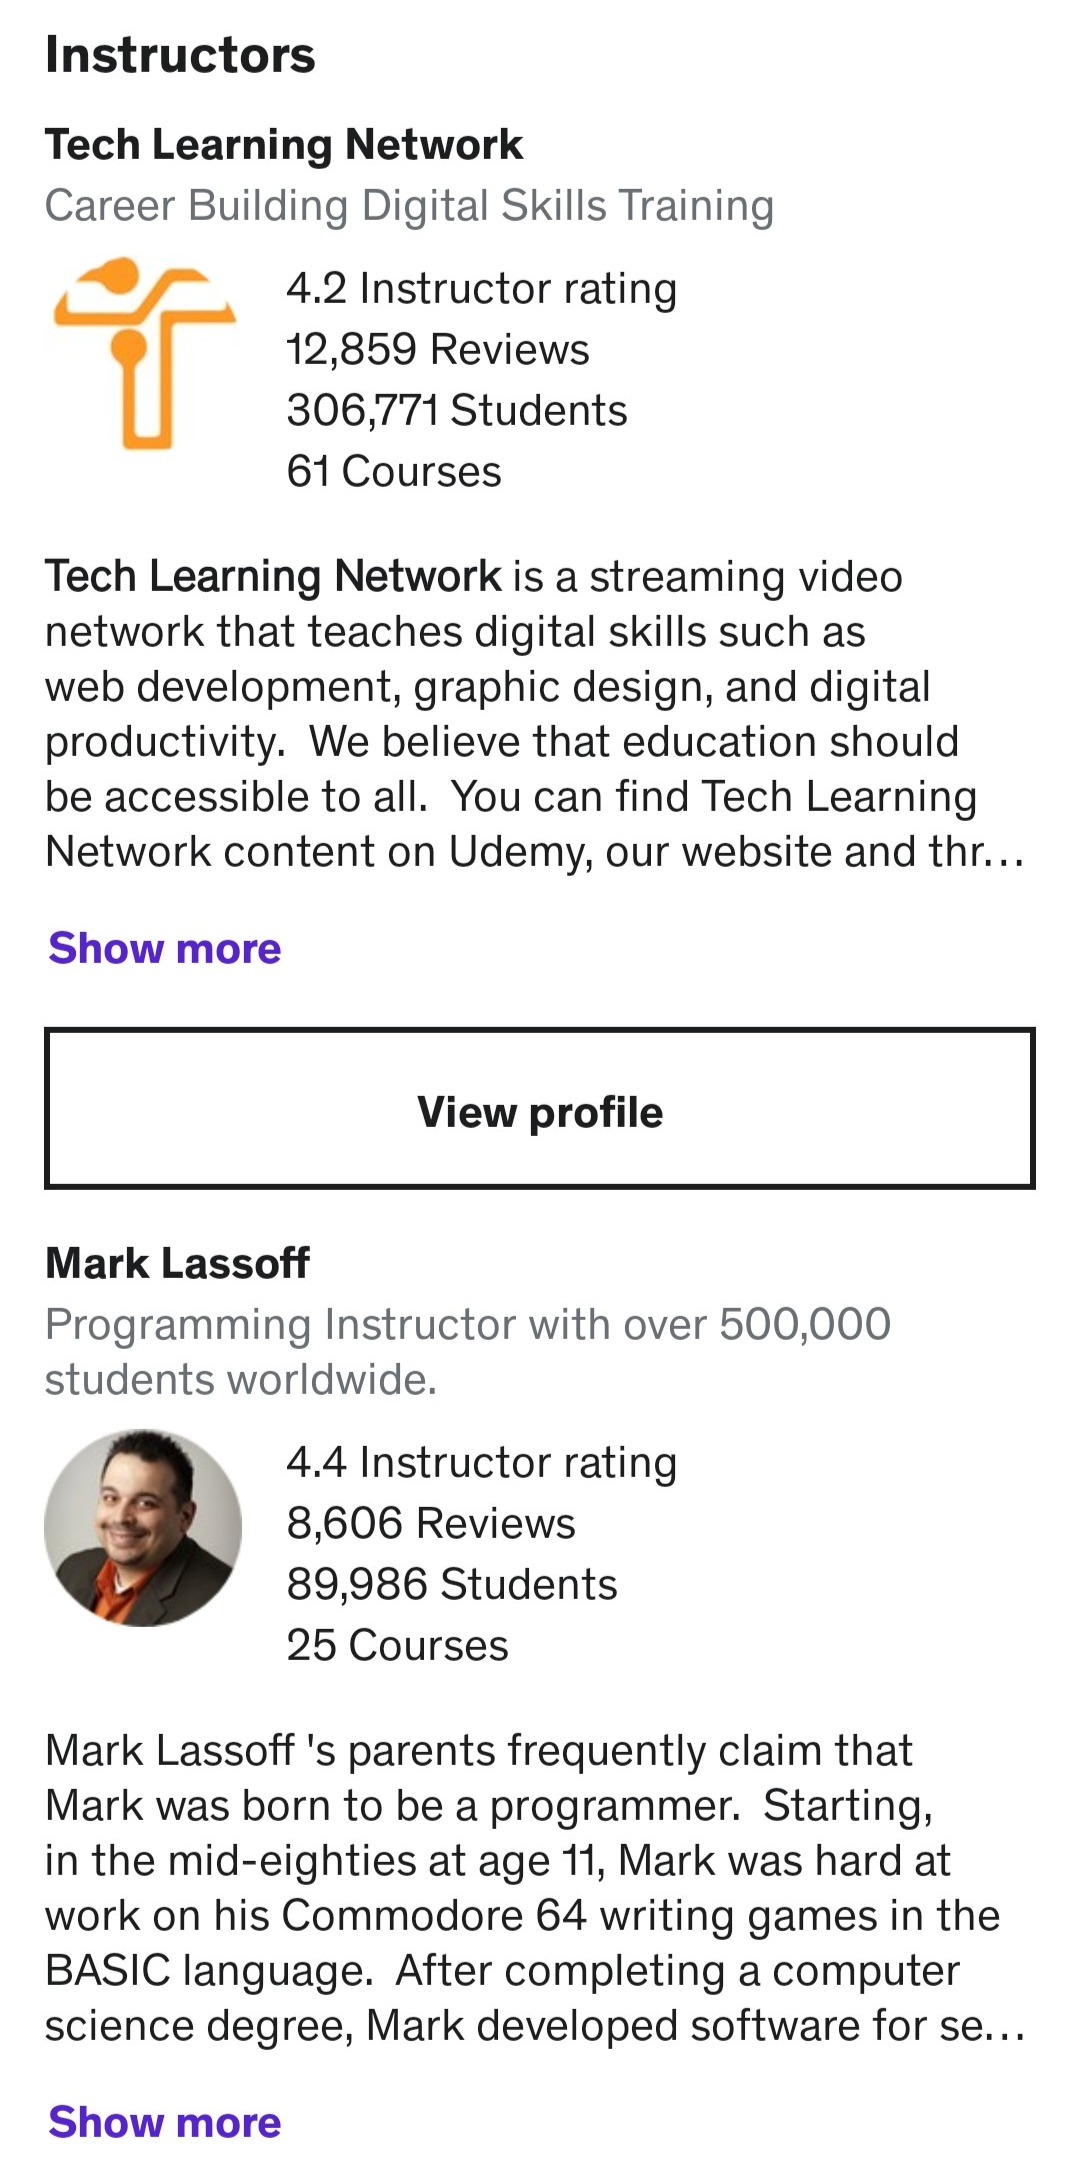 Instructors
Tech Learning Network
Career Building Digital Skills Training
4.2 Instructor rating
12,859 Reviews
306,771 Students
61 Courses
Tech Learning Network is a streaming video
network that teaches digital skills such as
web development, graphic design, and digital
productivity.  We believe that education should
be accessible to all.  You can find Tech Learning
Network content on Udemy, our website and thr...
Show more
View profile
Mark Lassoff
Programming Instructor with over 500,000
students worldwide.
4.4 Instructor rating
8,606 Reviews
89,986 Students
25 Courses
Mark Lassoff 's parents frequently claim that
Mark was born to be a programmer.  Starting,
in the mid-eighties at age 11, Mark was hard at
work on his Commodore 64 writing games in the
BASIC language.  After completing a computer
science degree, Mark developed software for se...
Show more